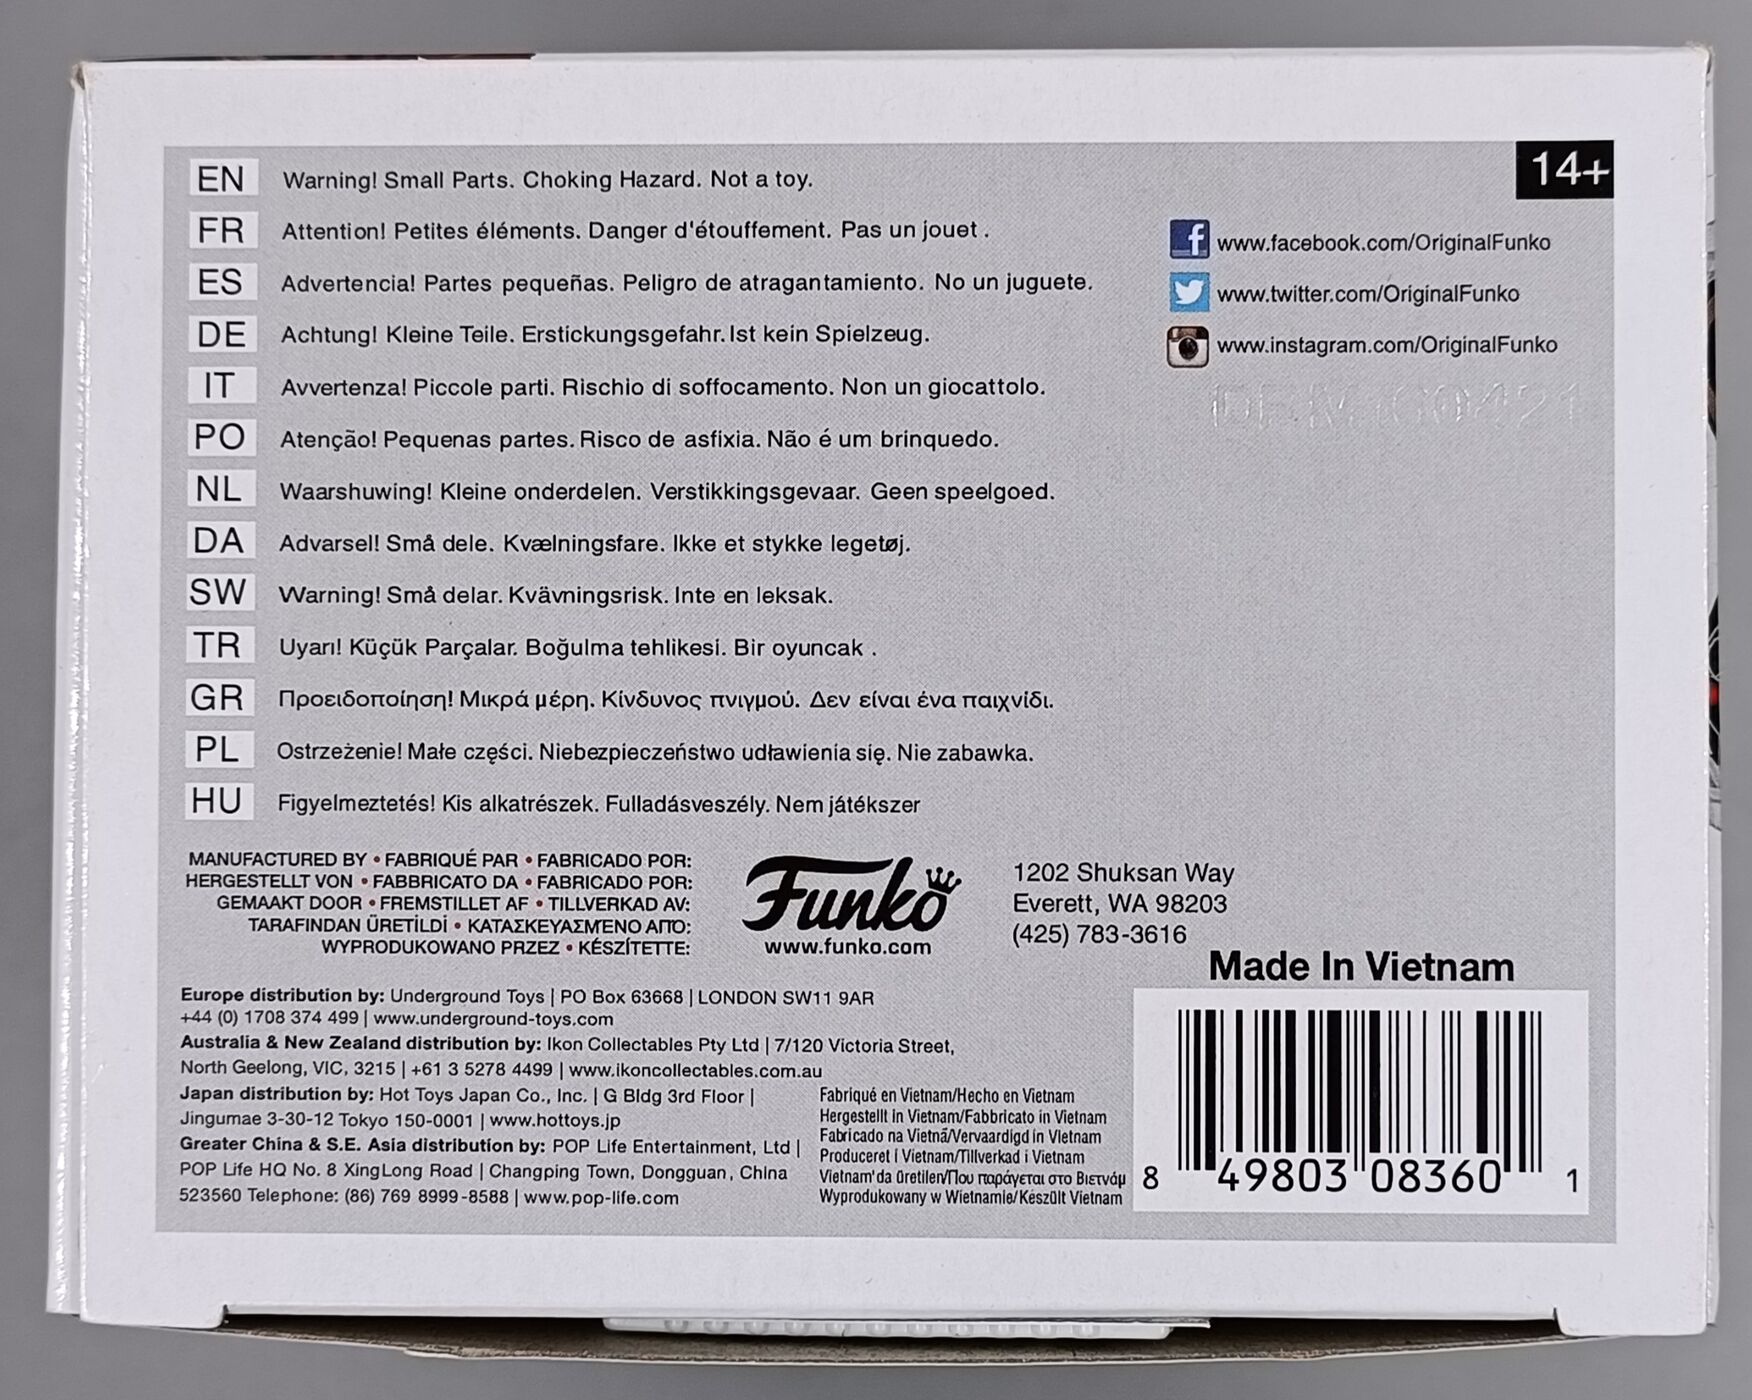 14+
EN Warning! Small Parts. Choking Hazard. Not a toy.
FR Attention! Petites éléments. Danger d'étouffement. Pas un jouet .
ES Advertencia! Partes pequeñas. Peligro de atragantamiento. No un juguete.
DE Achtung! Kleine Teile. Erstickungsgefahr. Ist kein Spielzeug.
IT Avvertenza! Piccole parti. Rischio di soffocamento. Non un giocattolo.
PO Atenção! Pequenas partes. Risco de asfixia. Não é um brinquedo.
NL Waarshuwing! Kleine onderdelen. Verstikkingsgevaar. Geen speelgoed.
DA Advarsel! Små dele. Kvælningsfare. Ikke et stykke legetøj.
SW Warning! Små delar. Kvävningsrisk. Inte en leksak.
TR Uyarı! Küçük Parçalar. Boğulma tehlikesi. Bir oyuncak .
GR Προειδοποίηση! Μικρά μέρη. Κίνδυνος πνιγμού. Δεν είναι ένα παιχνίδι.
PL Ostrzeżenie! Małe części. Niebezpieczeństwo udławienia się. Nie zabawka.
HU Figyelmeztetés! Kis alkatrészek. Fulladásveszély. Nem játékszer
www.facebook.com/OriginalFunko
www.twitter.com/OriginalFunko
www.instagram.com/OriginalFunko
MANUFACTURED BY • FABRIQUÉ PAR • FABRICADO POR:
HERGESTELLT VON • FABBRICATO DA • FABRICADO POR:
GEMAAKT DOOR • FREMSTILLET AF • TILLVERKAD AV:
TARAFINDAN ÜRETİLDİ • ΚΑΤΑΣΚΕΥΑΣΜΈΝΟ ΑΠΌ:
WYPRODUKOWANO PRZEZ • KÉSZÍTETTE:
Funko
www.funko.com
1202 Shuksan Way
Everett, WA 98203
(425) 783-3616
Made In Vietnam
Europe distribution by: Underground Toys | PO Box 63668 | LONDON SW11 9AR
+44 (0) 1708 374 499 | www.underground-toys.com
Australia & New Zealand distribution by: Ikon Collectables Pty Ltd | 7/120 Victoria Street,
North Geelong, VIC, 3215 | +61 3 5278 4499 | www.ikoncollectables.com.au
Japan distribution by: Hot Toys Japan Co., Inc. | G Bldg 3rd Floor |
Jingumae 3-30-12 Tokyo 150-0001 | www.hottoys.jp
Greater China & S.E. Asia distribution by: POP Life Entertainment, Ltd |
POP Life HQ No. 8 XingLong Road | Changping Town, Dongguan, China
523560 Telephone: (86) 769 8999-8588 | www.pop-life.com
Fabriqué en Vietnam/Hecho en Vietnam
Hergestellt in Vietnam/Fabbricato in Vietnam
Fabricado na Vietnã/Vervaardigd in Vietnam
Produceret i Vietnam/Tillverkad i Vietnam
Vietnam'da üretilen/Που παράγεται στο Βιετνάμ
Wyprodukowany w Wietnamie/Készült Vietnam
8 49803 08360 1